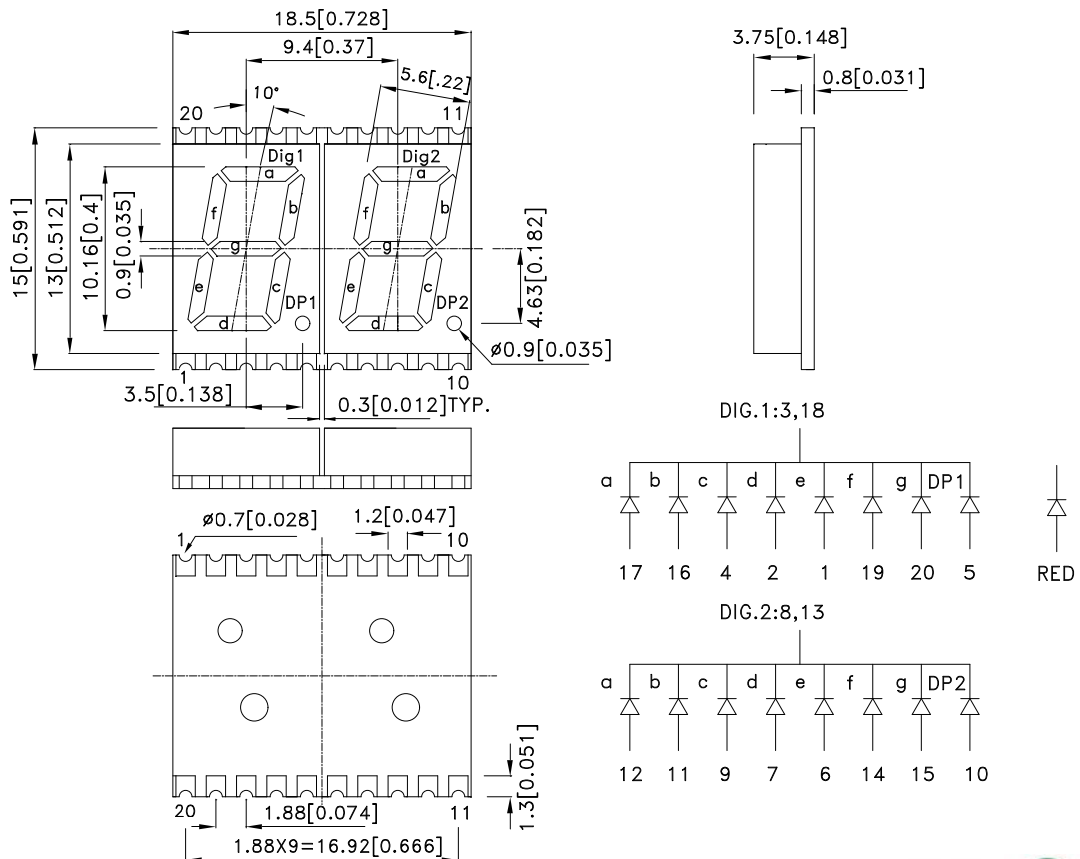 18.5[0.728]
9.4[0.37]
5.6[.22]
10°
20
11
Dig1
Dig2
a
b
c
d
e
f
g
DP1
a
b
c
d
e
f
g
DP2
15[0.591]
13[0.512]
10.16[0.4]
0.9[0.035]
4.63[0.182]
ø0.9[0.035]
1
10
3.5[0.138]
0.3[0.012]TYP.
3.75[0.148]
0.8[0.031]
ø0.7[0.028]
1.2[0.047]
1
10
20
11
1.3[0.051]
1.88[0.074]
1.88X9=16.92[0.666]
DIG.1:3,18
a b c d e f g DP1
17 16 4 2 1 19 20 5
RED
DIG.2:8,13
a b c d e f g DP2
12 11 9 7 6 14 15 10